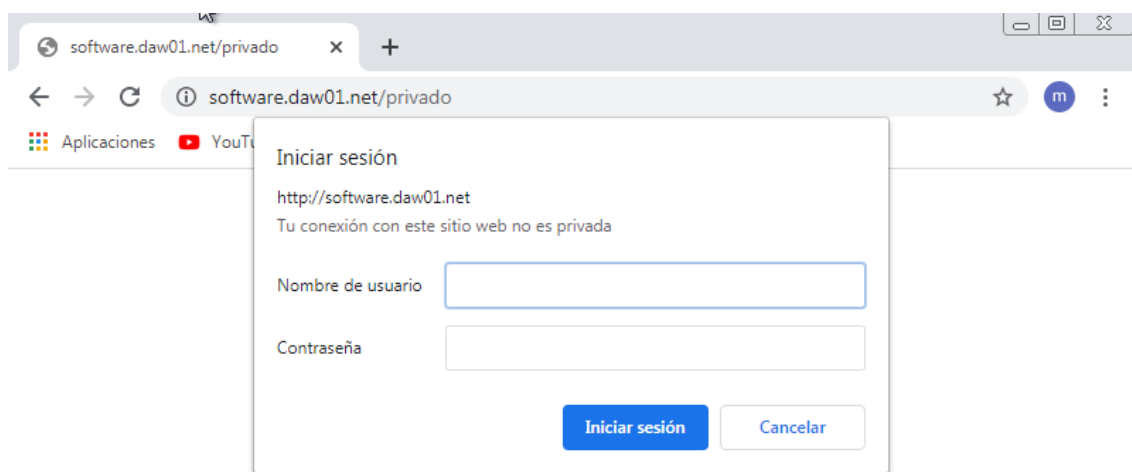 software.daw01.net/privado
software.daw01.net/privado
m
Aplicaciones YouTu
Iniciar sesión
http://software.daw01.net
Tu conexión con este sitio web no es privada
Nombre de usuario
Contraseña
Iniciar sesión Cancelar